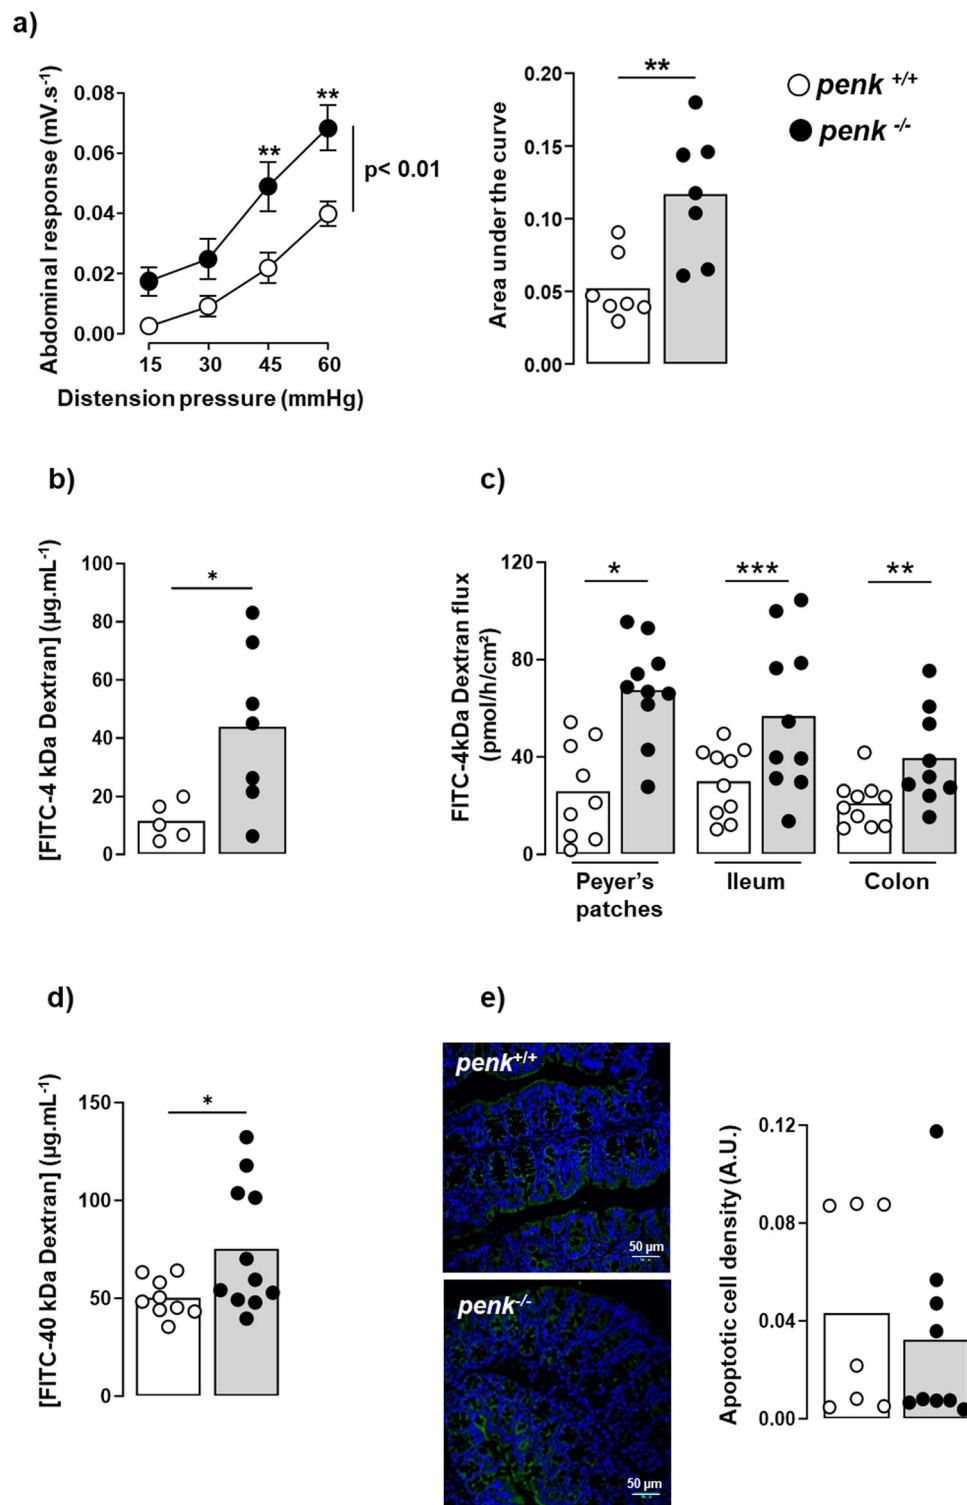 a)
Abdominal response (mV.s⁻¹)
0.08
0.06
0.04
0.02
0.00
**
**
p< 0.01
15 30 45 60
Distension pressure (mmHg)
Area under the curve
0.20
0.15
0.10
0.05
0.00
**
penk +/+
penk -/-
b)
[FITC-4 kDa Dextran] (µg.mL⁻¹)
100
80
60
40
20
0
*
c)
FITC-4kDa Dextran flux
(pmol/h/cm²)
120
80
40
0
* *** **
Peyer's
patches
Ileum
Colon
d)
[FITC-40 kDa Dextran] (µg.mL⁻¹)
150
100
50
0
*
e)
penk+/+
50 µm
penk-/-
50 µm
Apoptotic cell density (A.U.)
0.12
0.08
0.04
0.00